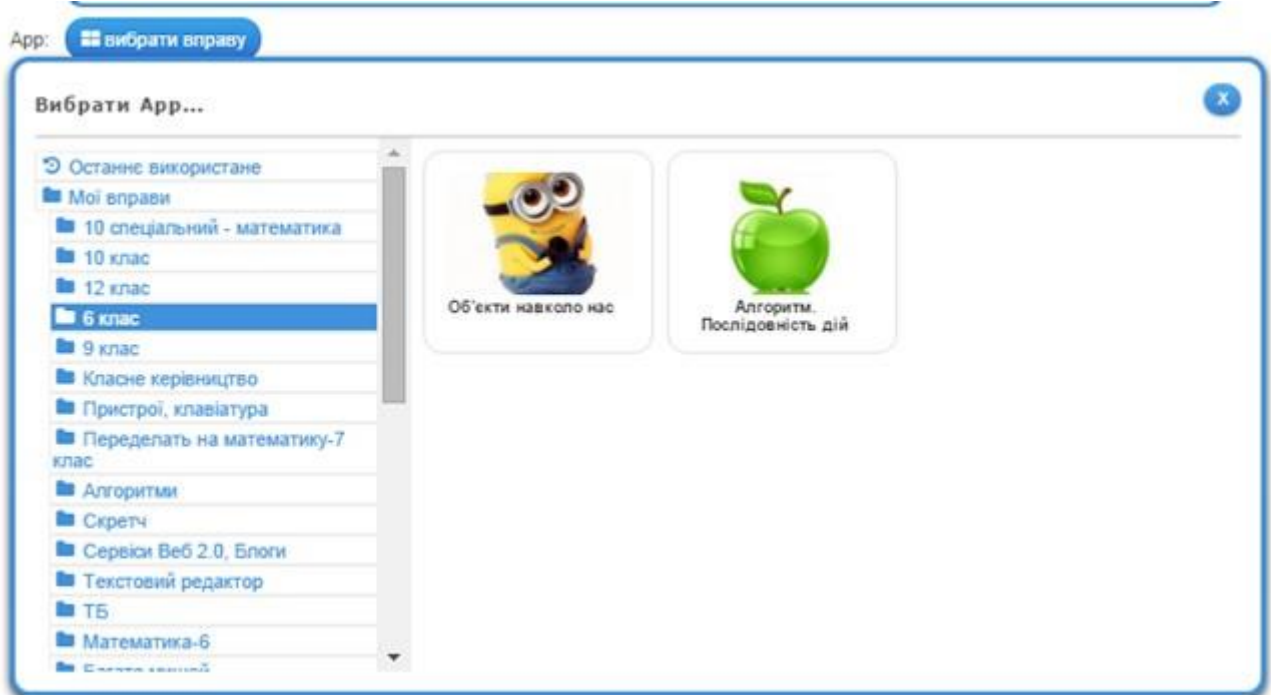 App: вибрати вправу
Вибрати App...
X
Останнє використане
Мої вправи
10 спеціальний - математика
10 клас
12 клас
6 клас
9 клас
Класне керівництво
Пристрої, клавіатура
Переделать на математику-7
клас
Алгоритми
Скретч
Сервіси Веб 2.0, Блоги
Текстовий редактор
ТБ
Математика-6
Об'єкти навколо нас
Алгоритм.
Послідовність дій